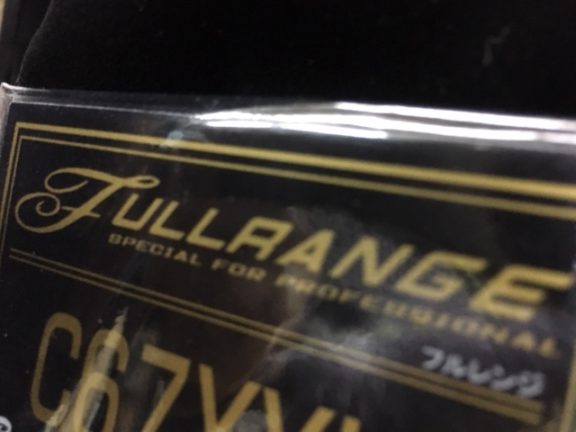 FULLRANGE
SPECIAL FOR PROFESSIONAL
フルレンジ